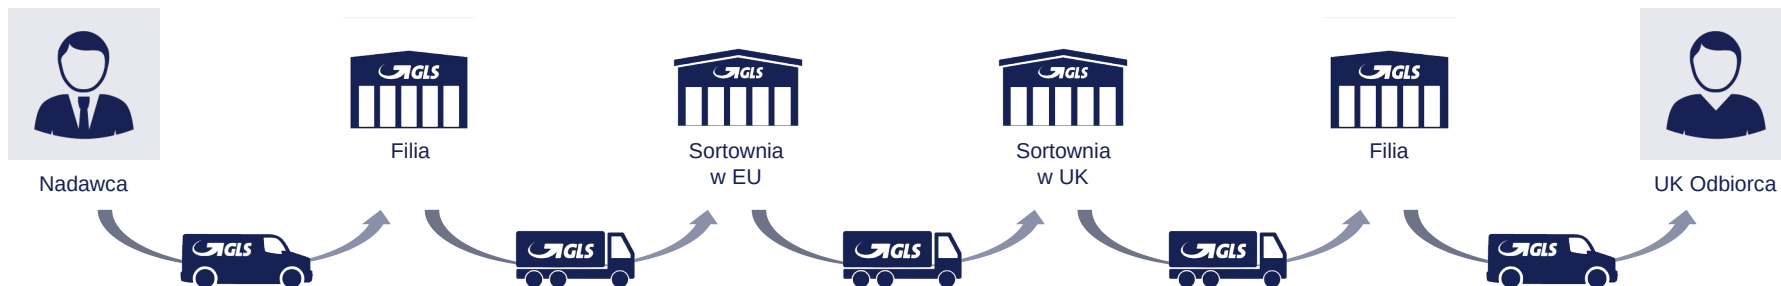 GLS
GLS
GLS
GLS
Filia
Sortownia
w EU
Sortownia
w UK
Filia
Nadawca
UK Odbiorca
GLS
GLS
GLS
GLS
GLS